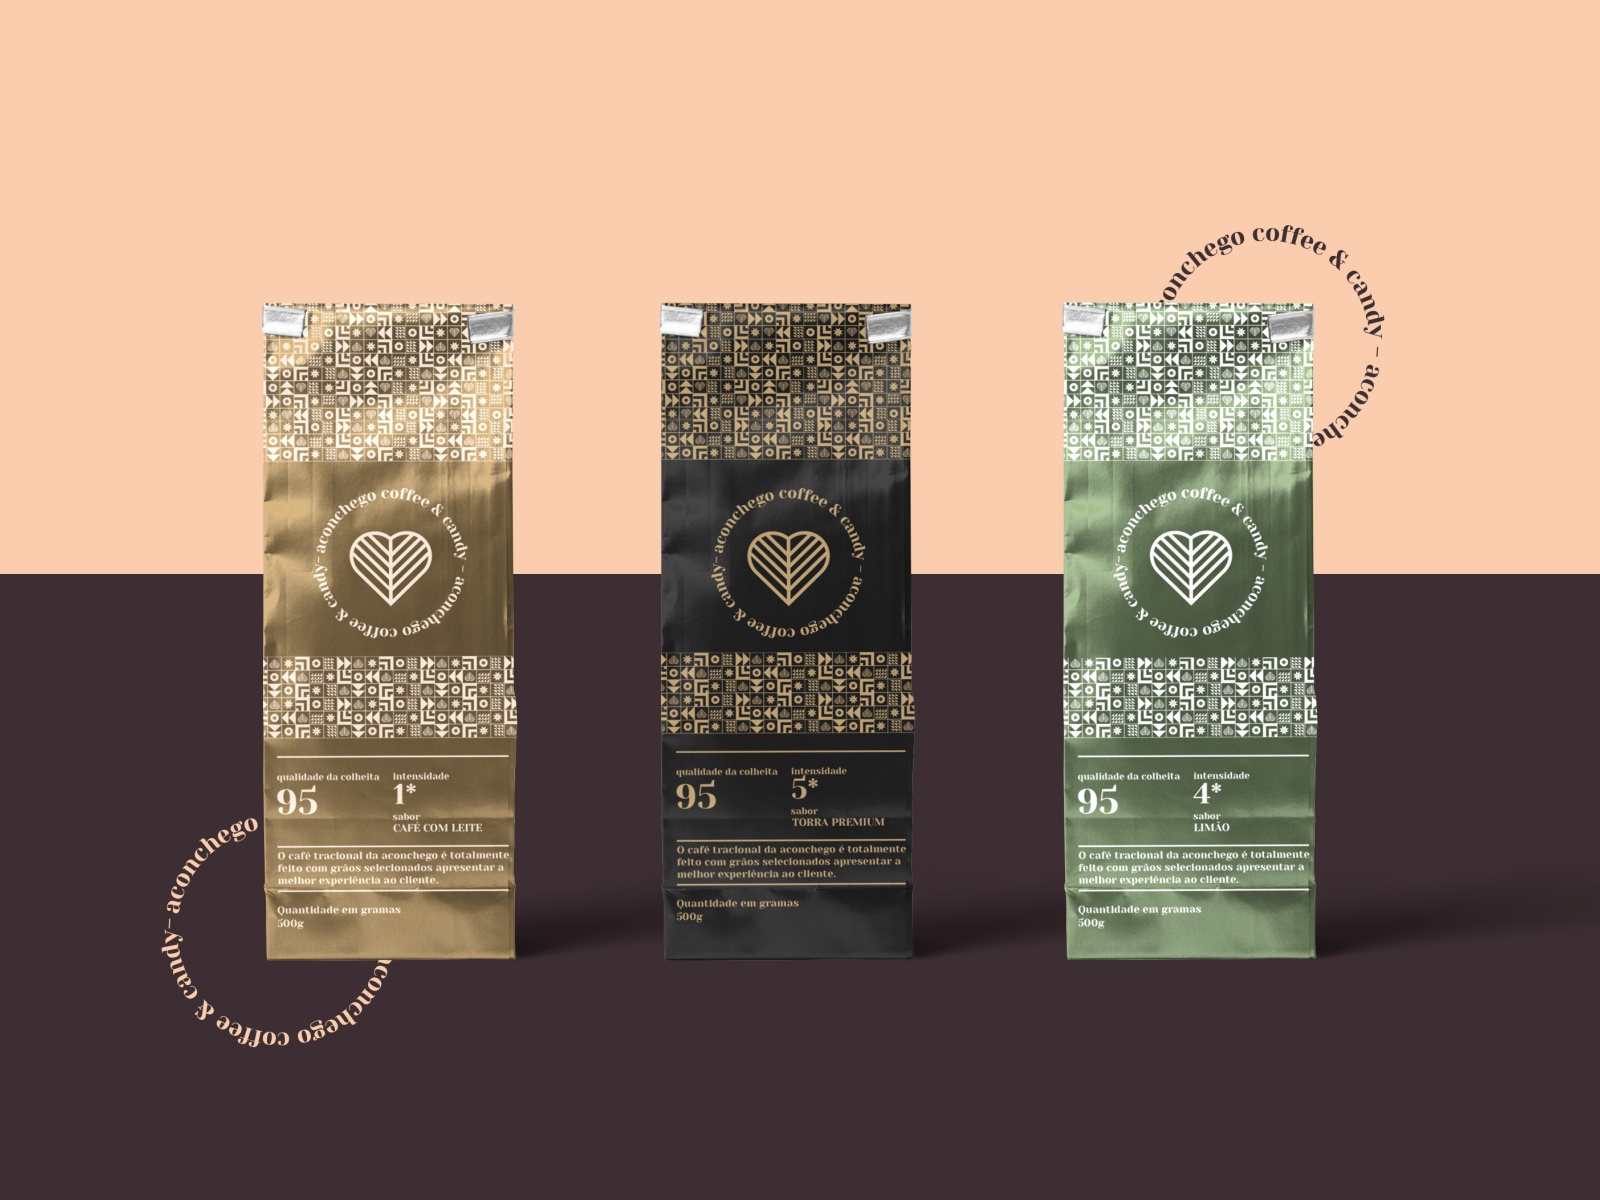 onchego coffee & candy – aconche
aconchego coffee & candy – aconchego coffee & candy–
aconchego coffee & candy – aconchego coffee & candy–
aconchego coffee & candy – aconchego coffee & candy–
qualidade da colheita
95
intensidade
1*
sabor
CAFÉ COM LEITE
O café tracional da aconchego é totalmente
feito com grãos selecionados apresentar a
melhor experiência ao cliente.
Quantidade em gramas
500g
qualidade da colheita
95
intensidade
5*
sabor
TORRA PREMIUM
O café tracional da aconchego é totalmente
feito com grãos selecionados apresentar a
melhor experiência ao cliente.
Quantidade em gramas
500g
qualidade da colheita
95
intensidade
4*
sabor
LIMÃO
O café tracional da aconchego é totalmente
feito com grãos selecionados apresentar a
melhor experiência ao cliente.
Quantidade em gramas
500g
aconchego coffee & candy– aconchego